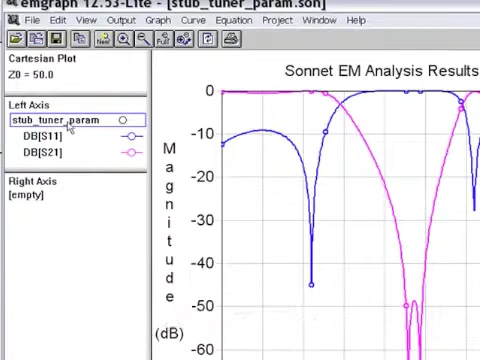 emgraph 12.53-Lite - [stub_tuner_param.son]
File Edit View Output Graph Curve Equation Project Window Help
New
Full
Cartesian Plot
Z0 = 50.0
Left Axis
stub_tuner_param
DB[S11]
DB[S21]
Right Axis
[empty]
Sonnet EM Analysis Results
Magnitude
(dB)
0
-10
-20
-30
-40
-50
-60